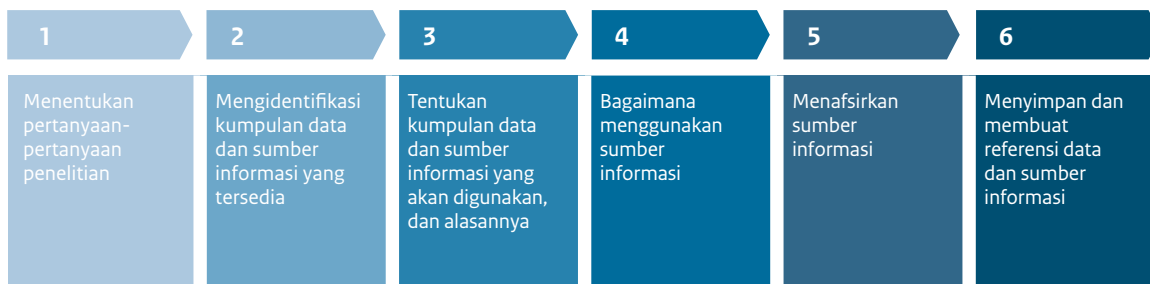 1
Menentukan
pertanyaan-
pertanyaan
penelitian
2
Mengidentifikasi
kumpulan data
dan sumber
informasi yang
tersedia
3
Tentukan
kumpulan data
dan sumber
informasi yang
akan digunakan,
dan alasannya
4
Bagaimana
menggunakan
sumber
informasi
5
Menafsirkan
sumber
informasi
6
Menyimpan dan
membuat
referensi data
dan sumber
informasi